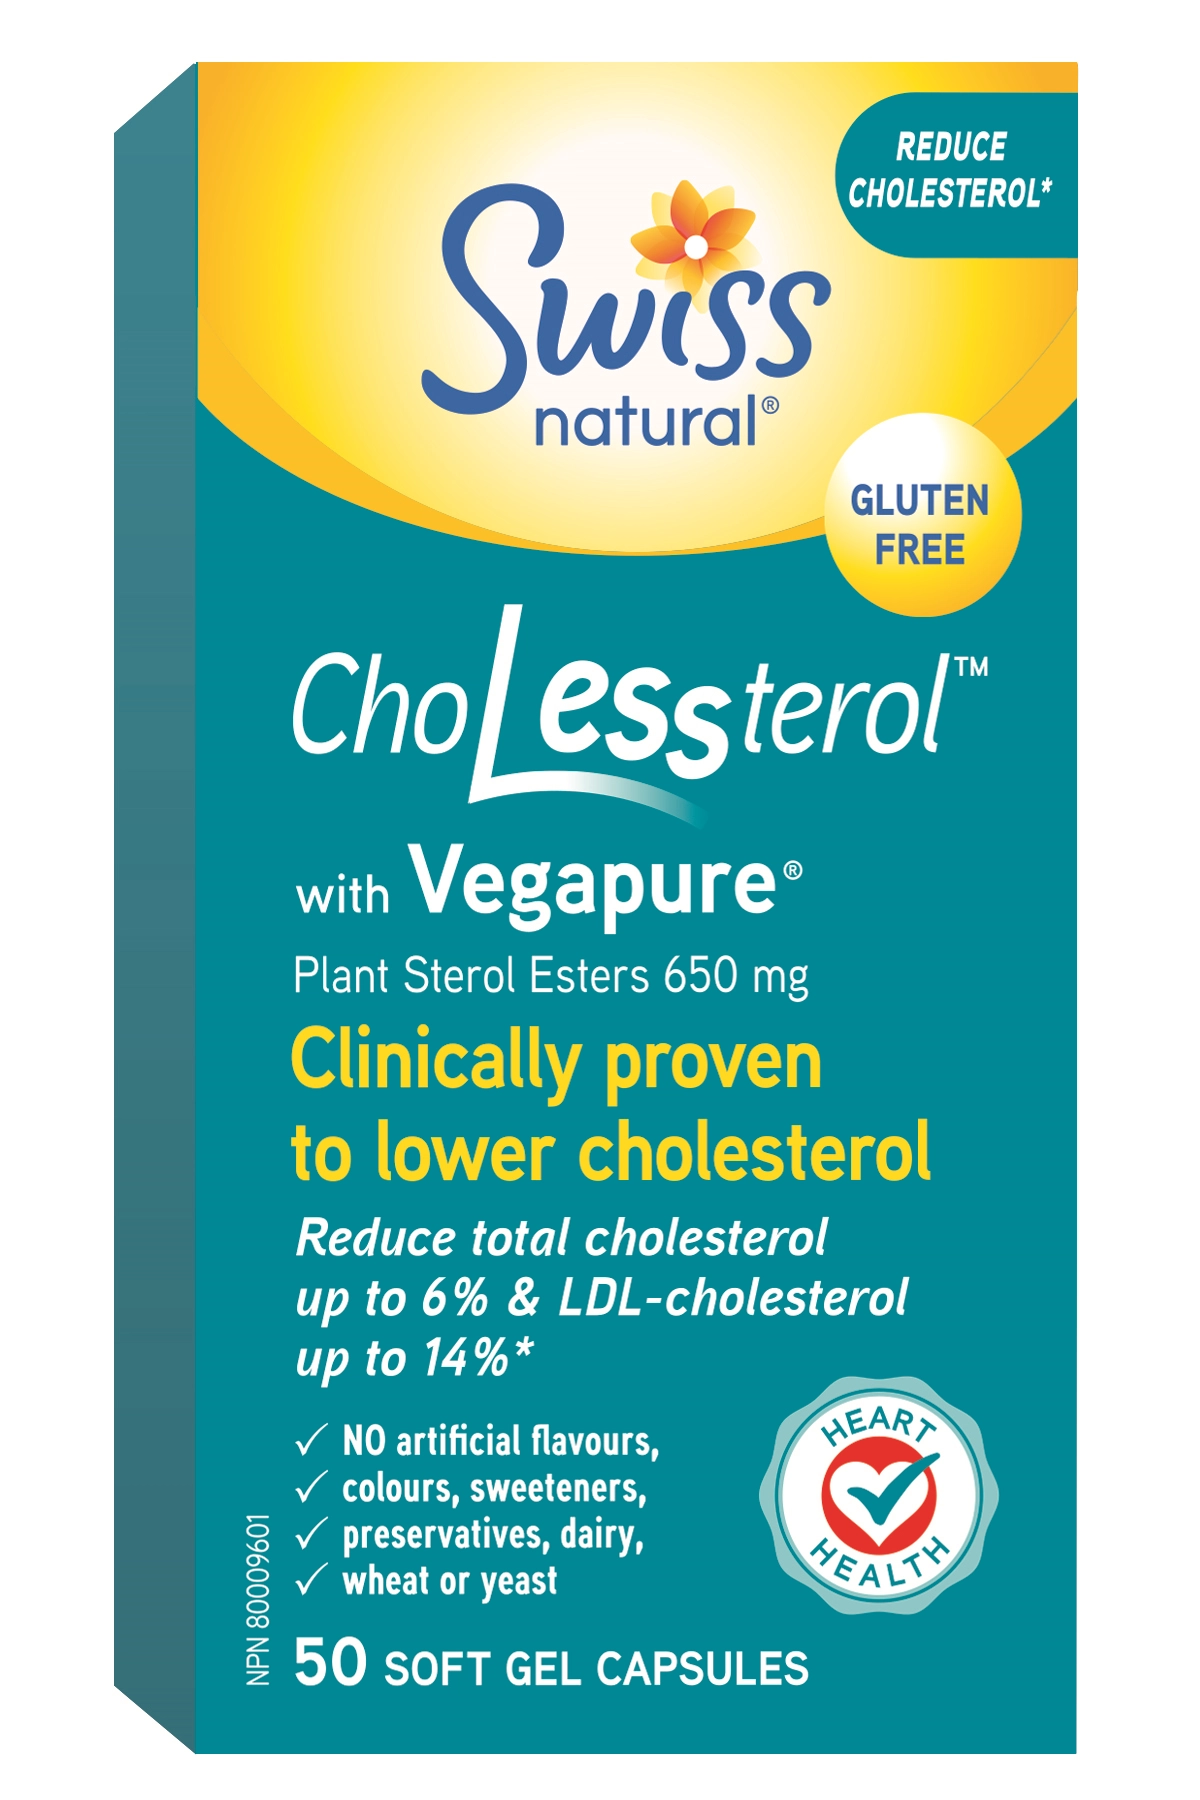 REDUCE
CHOLESTEROL*
Swiss
natural®
GLUTEN
FREE
ChoLessterol™
with Vegapure®
Plant Sterol Esters 650 mg
Clinically proven
to lower cholesterol
Reduce total cholesterol
up to 6% & LDL-cholesterol
up to 14%*
✓ NO artificial flavours,
✓ colours, sweeteners,
✓ preservatives, dairy,
✓ wheat or yeast
HEART
HEALTH
NPN 80009601
50 SOFT GEL CAPSULES